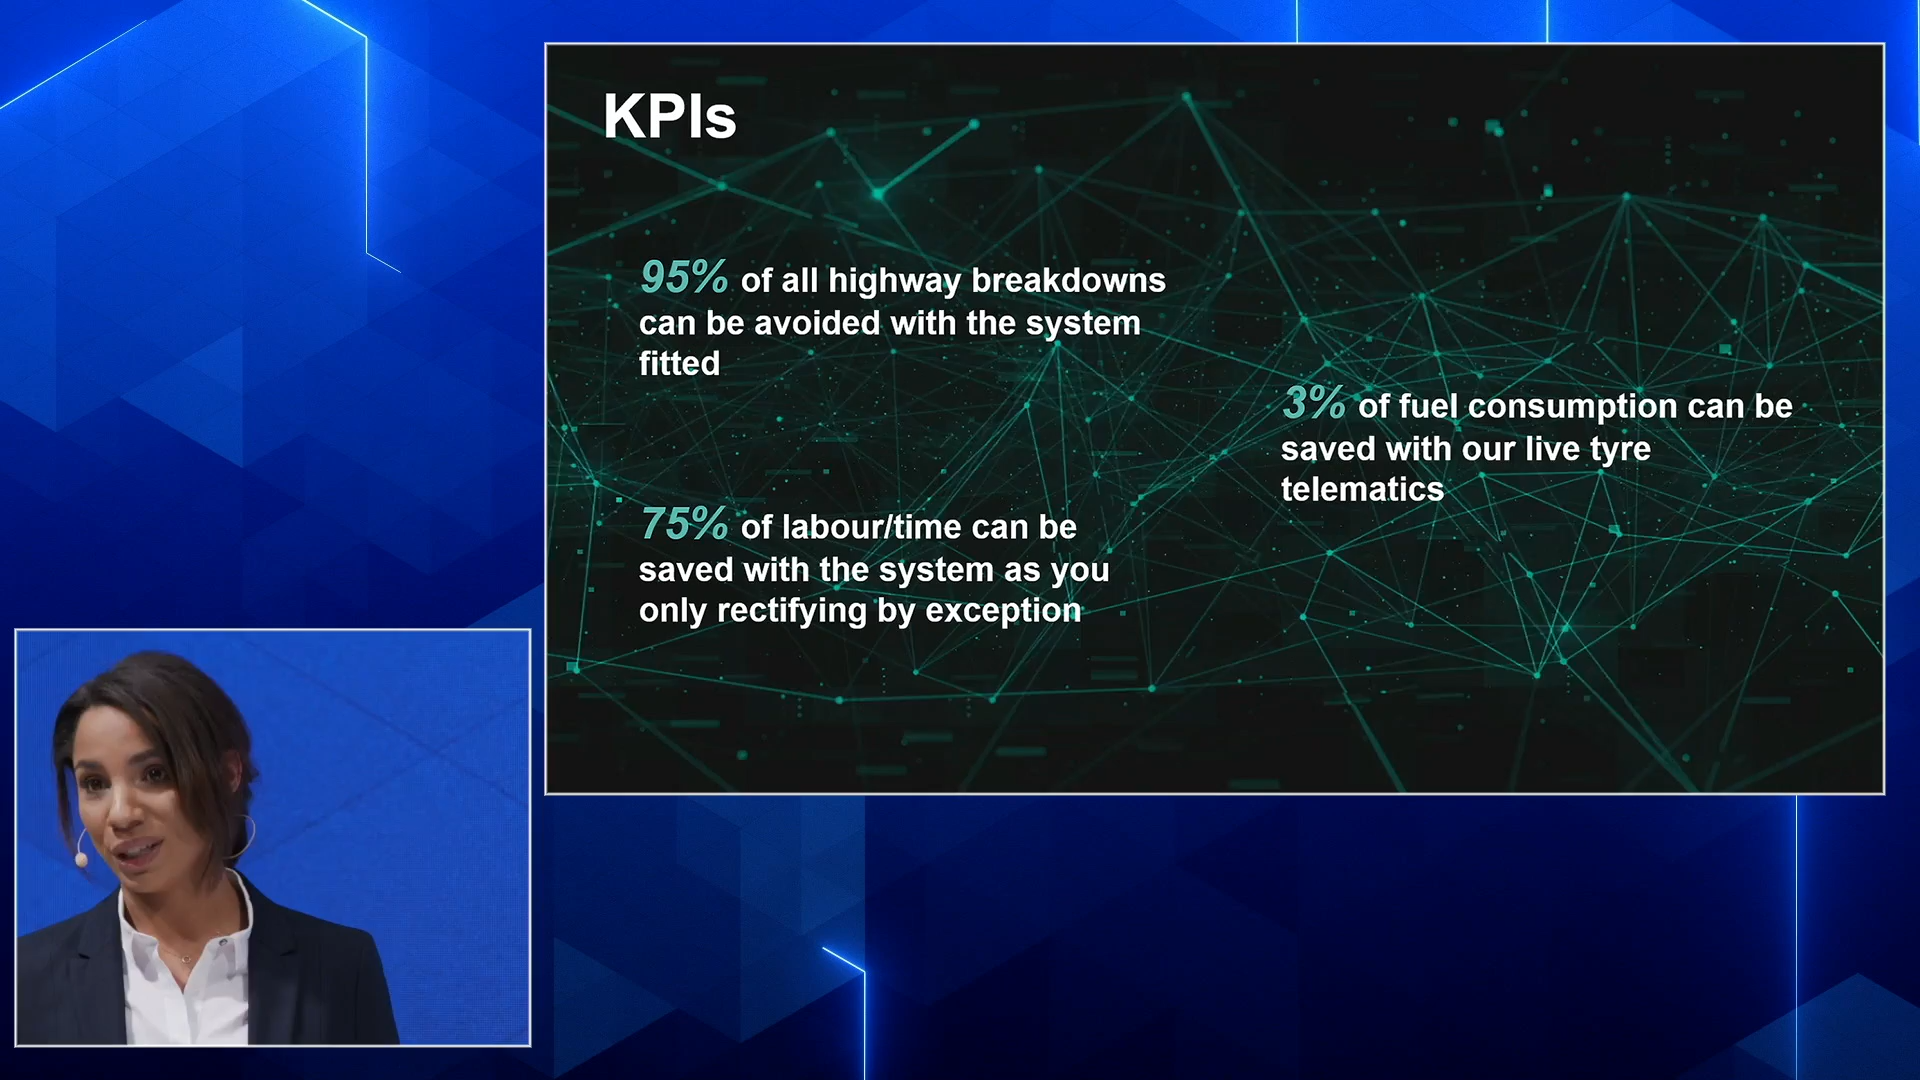 KPIs
95% of all highway breakdowns
can be avoided with the system
fitted
75% of labour/time can be
saved with the system as you
only rectifying by exception
3% of fuel consumption can be
saved with our live tyre
telematics